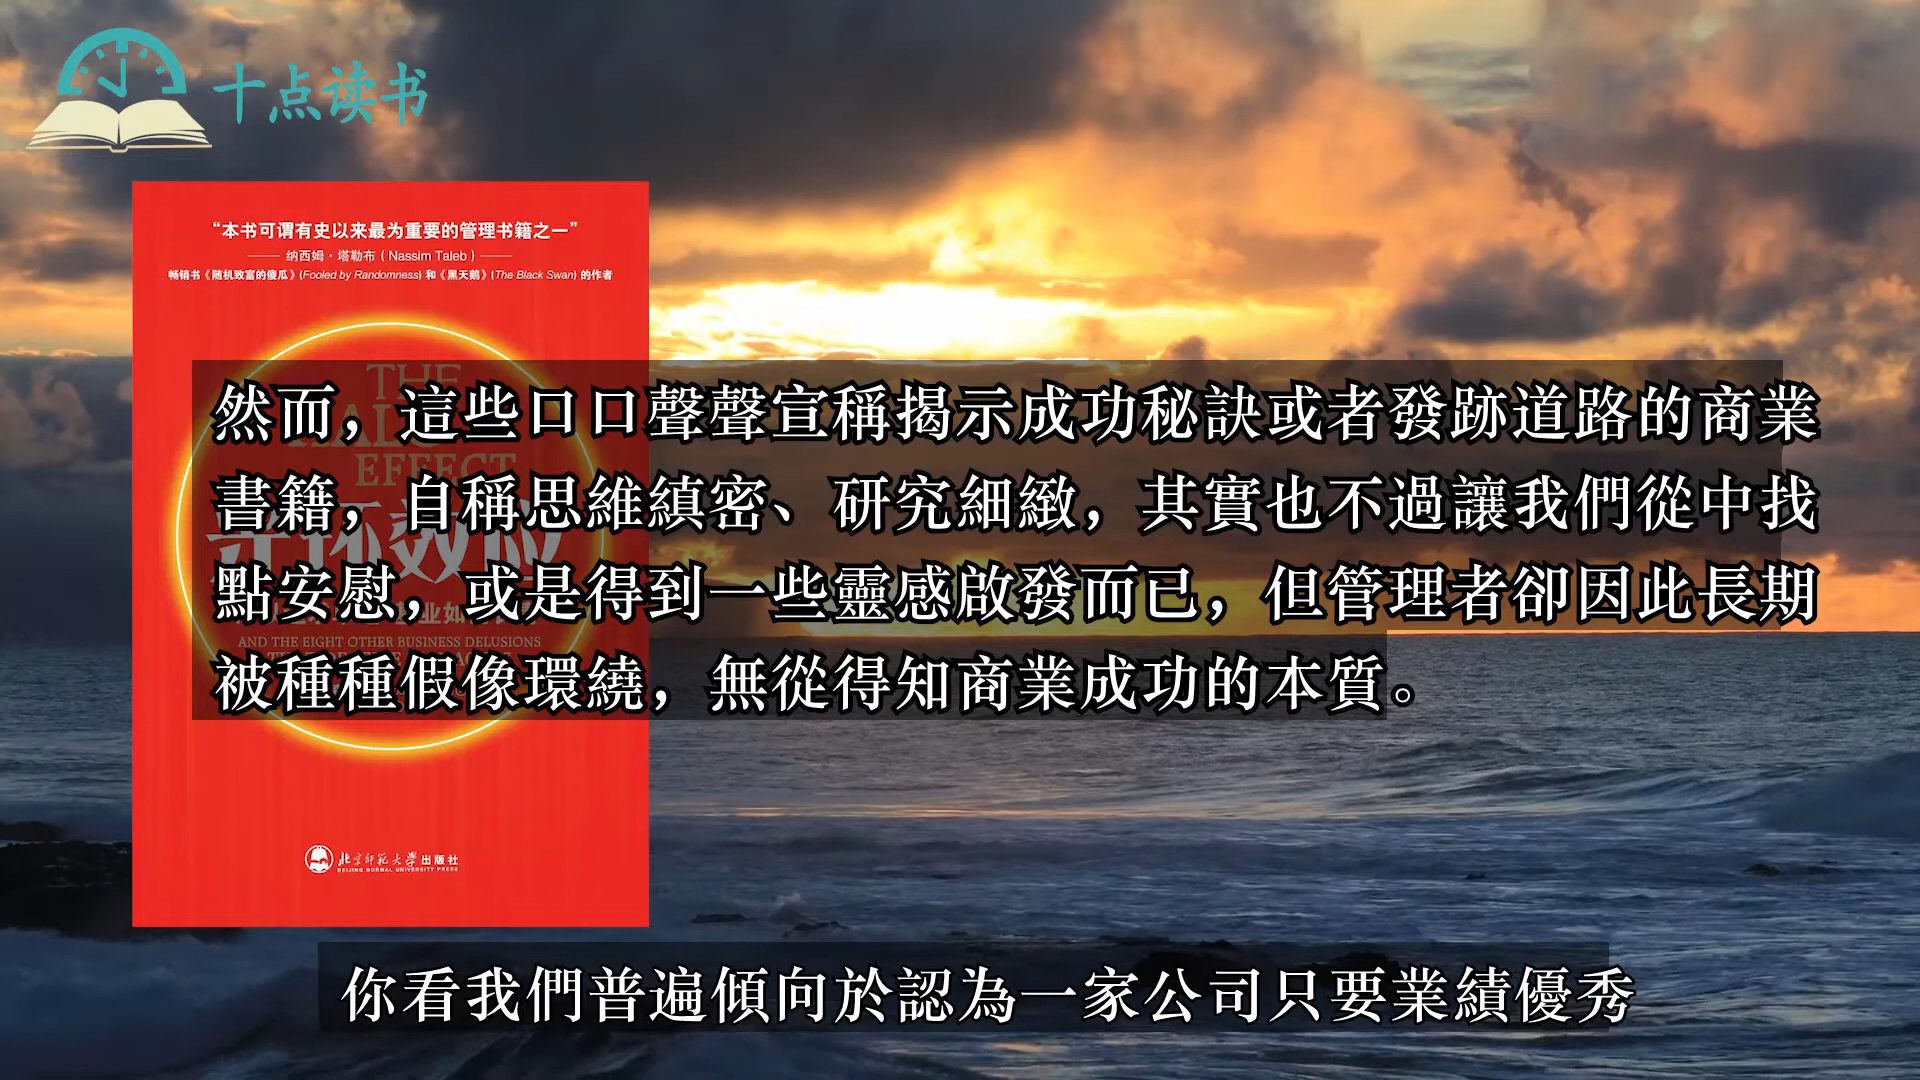 十点读书
“本书可谓有史以来最为重要的管理书籍之一”
纳西姆·塔勒布（Nassim Taleb）
畅销书《随机致富的傻瓜》(Fooled by Randomness) 和《黑天鹅》(The Black Swan) 的作者
THE
EFFECT
然而，這些口口聲聲宣稱揭示成功秘訣或者發跡道路的商業
書籍，自稱思維縝密、研究細緻，其實也不過讓我們從中找
點安慰，或是得到一些靈感啟發而已，但管理者卻因此長期
AND THE EIGHT OTHER BUSINESS DELUSIONS
被種種假像環繞，無從得知商業成功的本質。
北京师范大学出版社
BEIJING NORMAL UNIVERSITY PRESS
你看我們普遍傾向於認為一家公司只要業績優秀